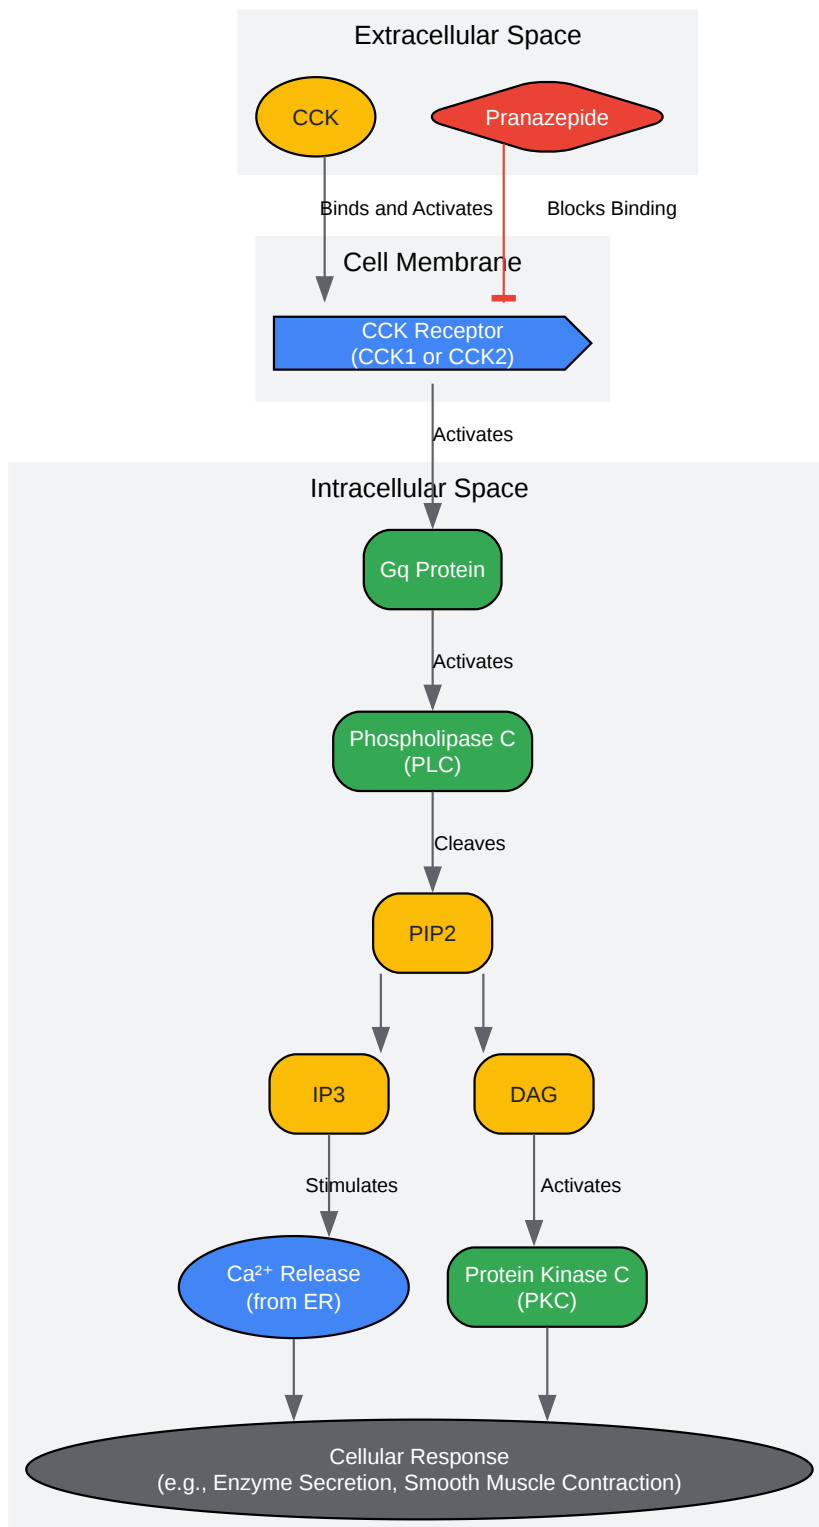 Extracellular Space
CCK
Pranazepide
Binds and Activates
Blocks Binding
Cell Membrane
CCK Receptor
(CCK1 or CCK2)
Activates
Intracellular Space
Gq Protein
Activates
Phospholipase C
(PLC)
Cleaves
PIP2
IP3
DAG
Stimulates
Activates
Ca²⁺ Release
(from ER)
Protein Kinase C
(PKC)
Cellular Response
(e.g., Enzyme Secretion, Smooth Muscle Contraction)